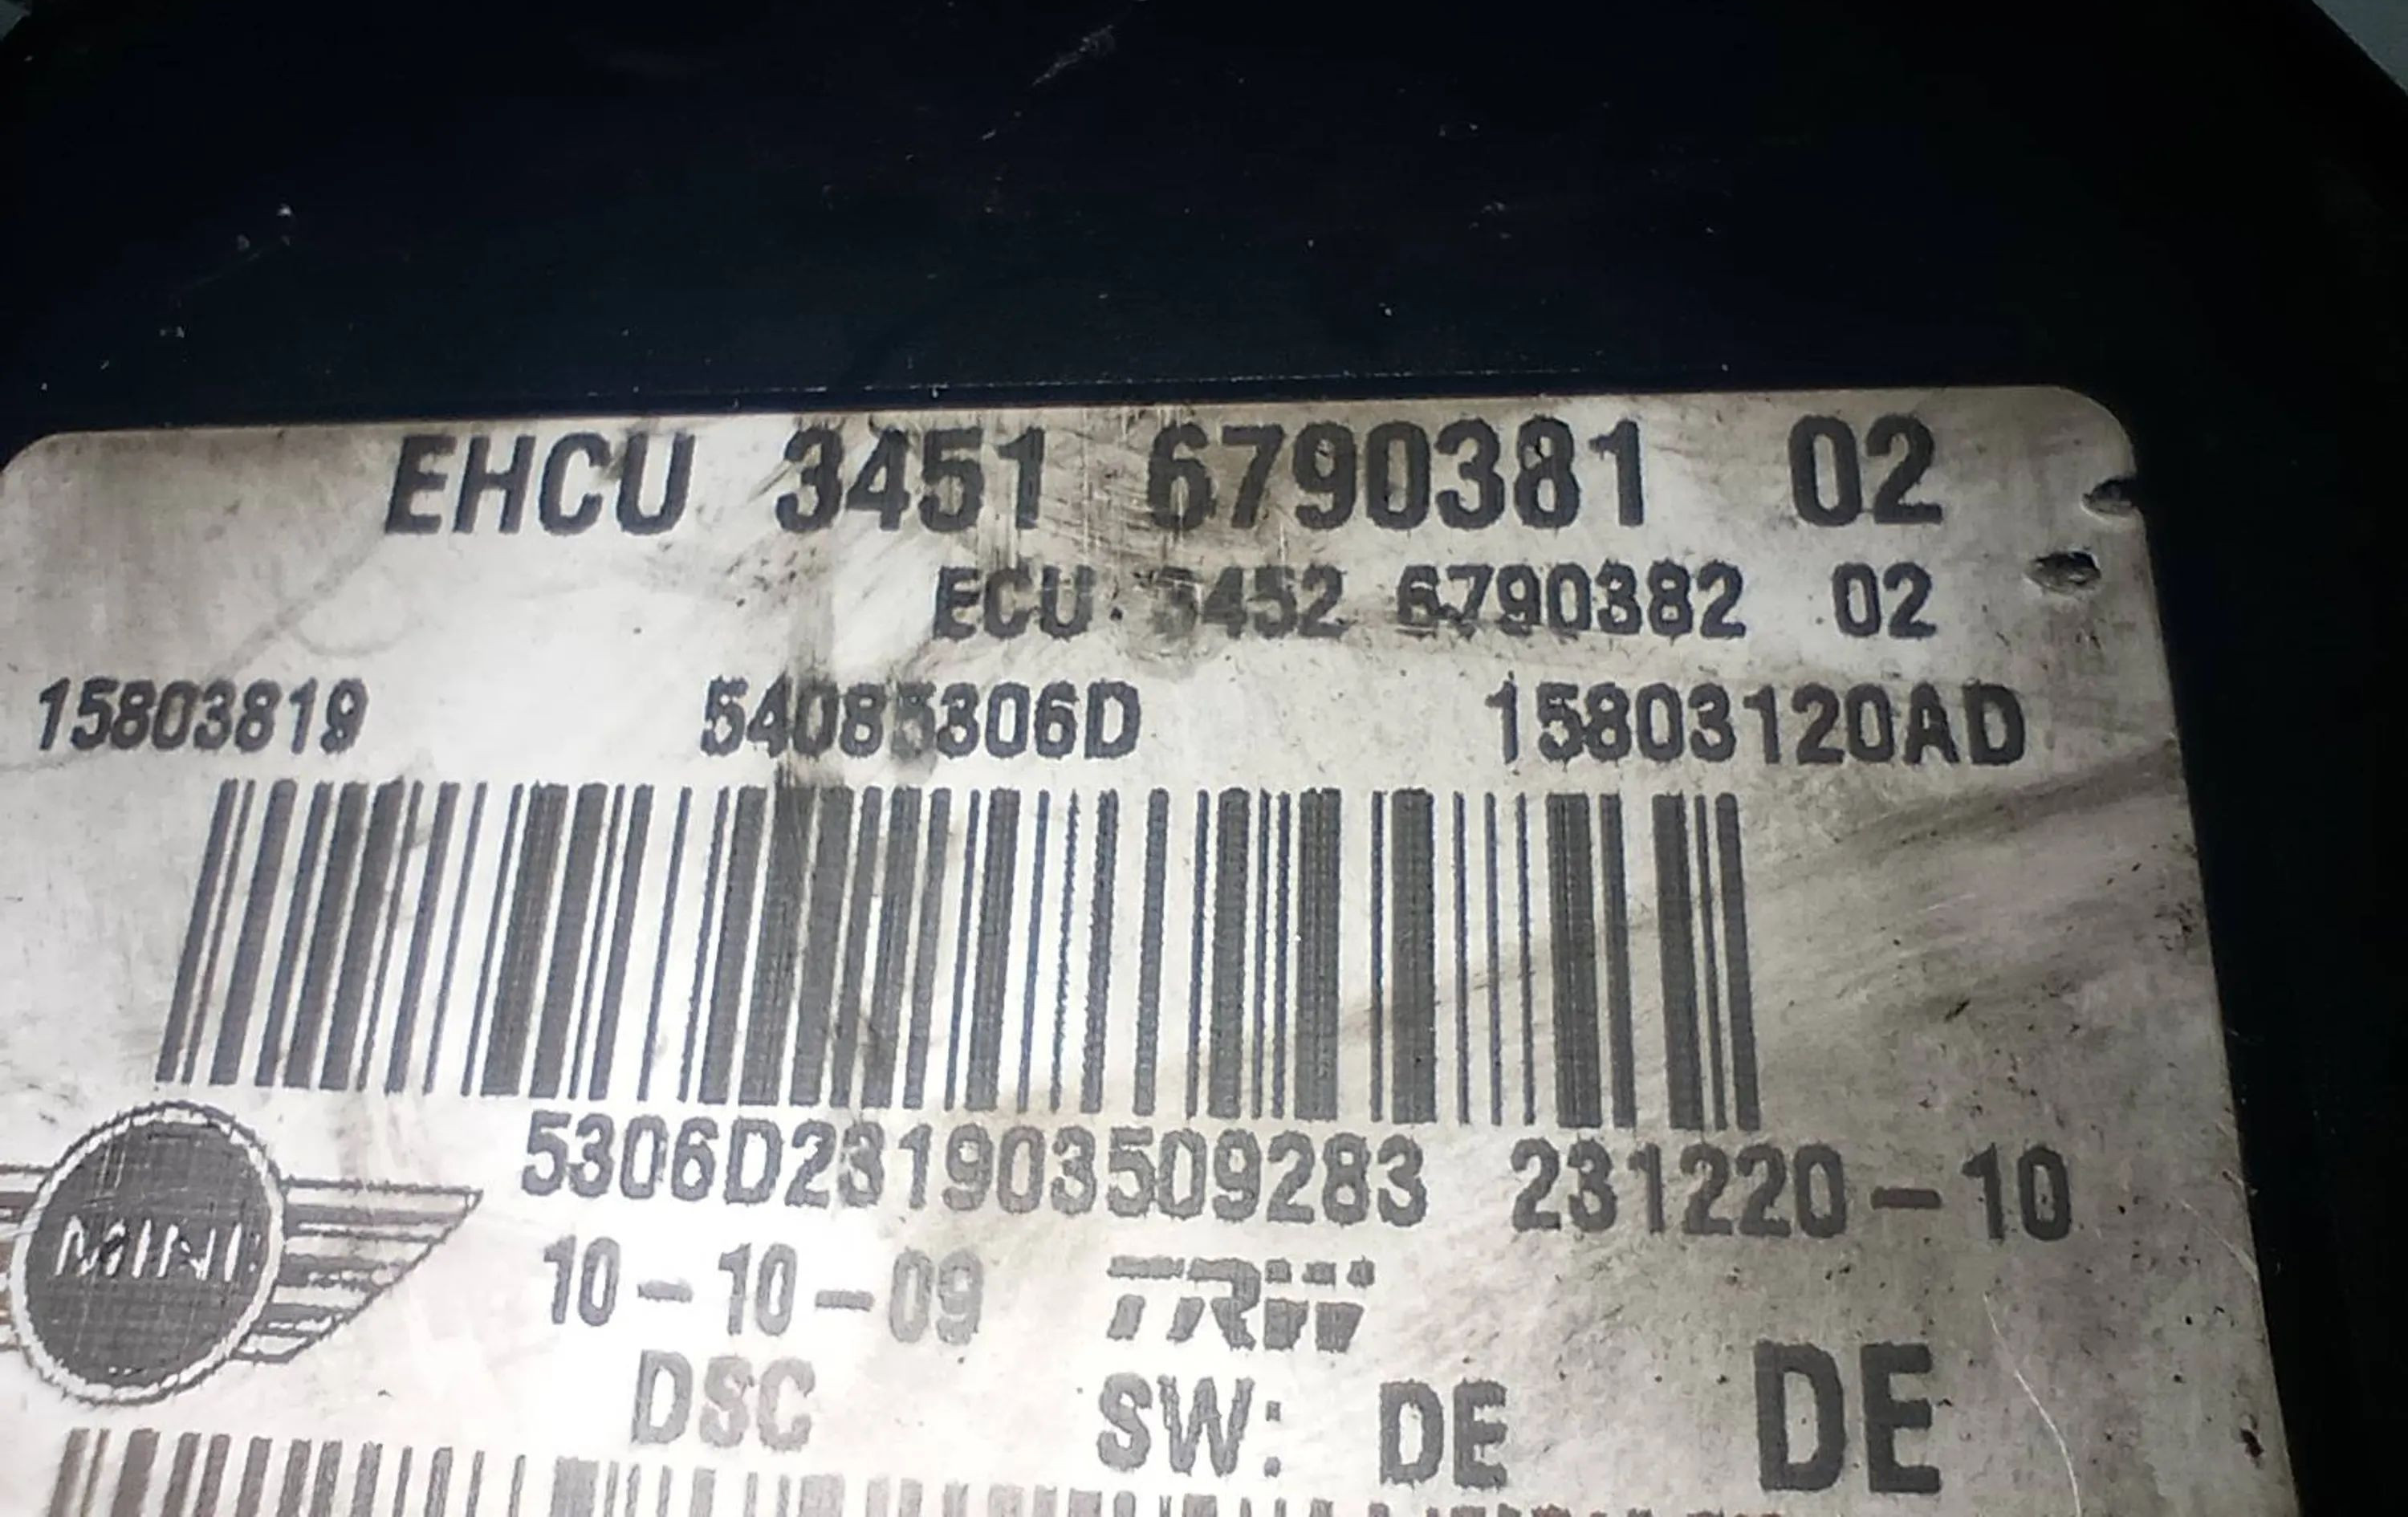 EHCU 3451 6790381 02
ECU 3452 6790382 02
15803819 54085306D 15803120AD
5306D231903509283 231220-10
MINI
10-10-09 TRW
DSC SW: DE DE